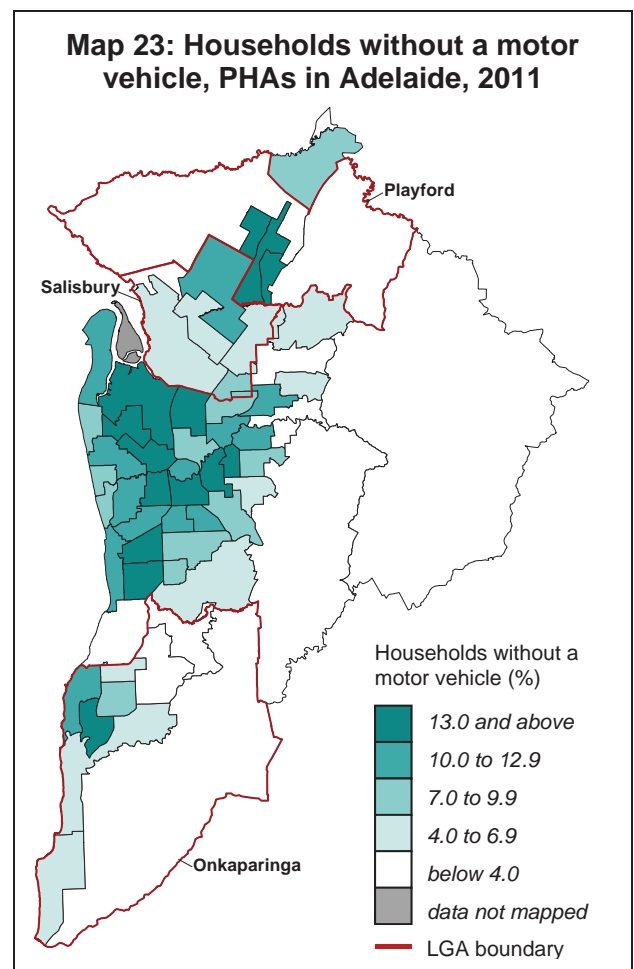 Map 23: Households without a motor
vehicle, PHAs in Adelaide, 2011
Playford
Salisbury
Households without a
motor vehicle (%)
13.0 and above
10.0 to 12.9
7.0 to 9.9
4.0 to 6.9
below 4.0
data not mapped
LGA boundary
Onkaparinga